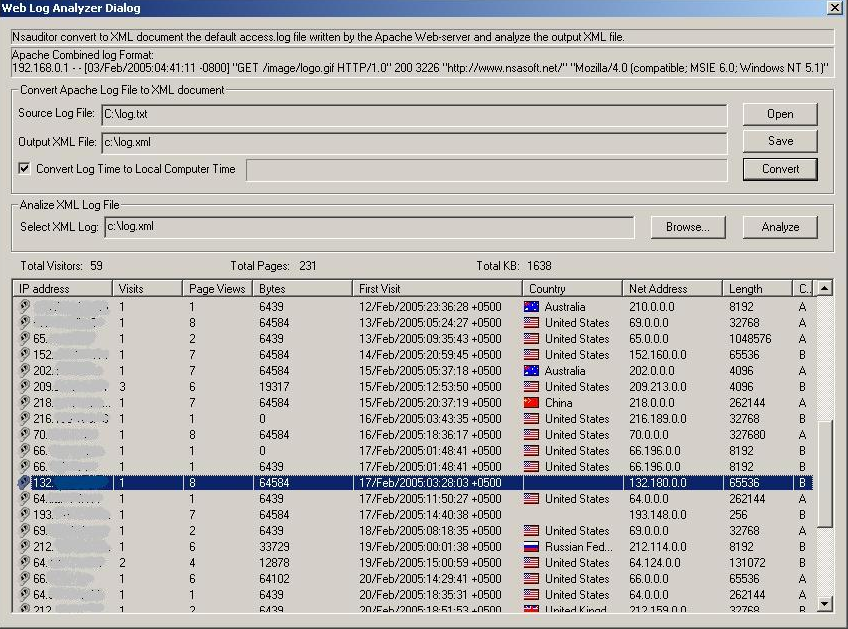 Web Log Analyzer Dialog
Nsauditor convert to XML document the default access.log file written by the Apache Web-server and analyze the output XML file.
Apache Combined log Format:
192.168.0.1 - - [03/Feb/2005:04:11:11 -0800] "GET /image/logo.gif HTTP/1.0" 200 3226 "http://www.nsasoft.net/" "Mozilla/4.0 (compatible; MSIE 6.0; Windows NT 5.1)"
Convert Apache Log File to XML document
Source Log File: C:\log.txt Open
Output XML File: c:\log.xml Save
Convert Log Time to Local Computer Time Convert
Analize XML Log File
Select XML Log: c:\log.xml Browse... Analyze
Total Visitors: 59 Total Pages: 231 Total KB: 1638
IP address Visits Page Views Bytes First Visit Country Net Address Length C..
1 1 6439 12/Feb/2005:23:36:28 +0500 Australia 210.0.0.0 8192 A
1 8 64584 13/Feb/2005:05:24:27 +0500 United States 69.0.0.0 32768 A
65. 1 2 6439 13/Feb/2005:09:35:43 +0500 United States 65.0.0.0 1048576 A
152. 1 7 64584 14/Feb/2005:20:59:45 +0500 United States 152.160.0.0 65536 B
202. 1 7 64584 15/Feb/2005:05:37:18 +0500 Australia 202.0.0.0 4096 A
209. 3 6 19317 15/Feb/2005:12:53:50 +0500 United States 209.213.0.0 4096 B
218. 1 7 64584 15/Feb/2005:20:37:19 +0500 China 218.0.0.0 262144 A
216. 1 1 0 16/Feb/2005:03:43:35 +0500 United States 216.189.0.0 32768 B
70. 1 8 64584 16/Feb/2005:18:36:17 +0500 United States 70.0.0.0 327680 A
66. 1 1 0 17/Feb/2005:01:48:41 +0500 United States 66.196.0.0 8192 B
66. 1 1 6439 17/Feb/2005:01:48:41 +0500 United States 66.196.0.0 8192 B
132. 1 8 64584 17/Feb/2005:03:28:03 +0500 132.180.0.0 65536 B
64. 1 1 6439 17/Feb/2005:11:50:27 +0500 United States 64.0.0.0 262144 A
193. 1 7 64584 17/Feb/2005:14:40:38 +0500 193.148.0.0 256 B
69. 1 2 6439 18/Feb/2005:08:18:35 +0500 United States 69.0.0.0 32768 A
212. 1 6 33729 19/Feb/2005:00:01:38 +0500 Russian Fed... 212.114.0.0 8192 B
64. 2 4 12878 19/Feb/2005:15:00:59 +0500 United States 64.124.0.0 131072 B
66. 1 6 64102 20/Feb/2005:14:29:41 +0500 United States 66.0.0.0 65536 A
64. 1 1 6439 20/Feb/2005:18:35:31 +0500 United States 64.0.0.0 262144 A
212. 1 2 6439 20/Feb/2005:18:51:53 +0500 United Kingd... 212.159.0.0 32768 B